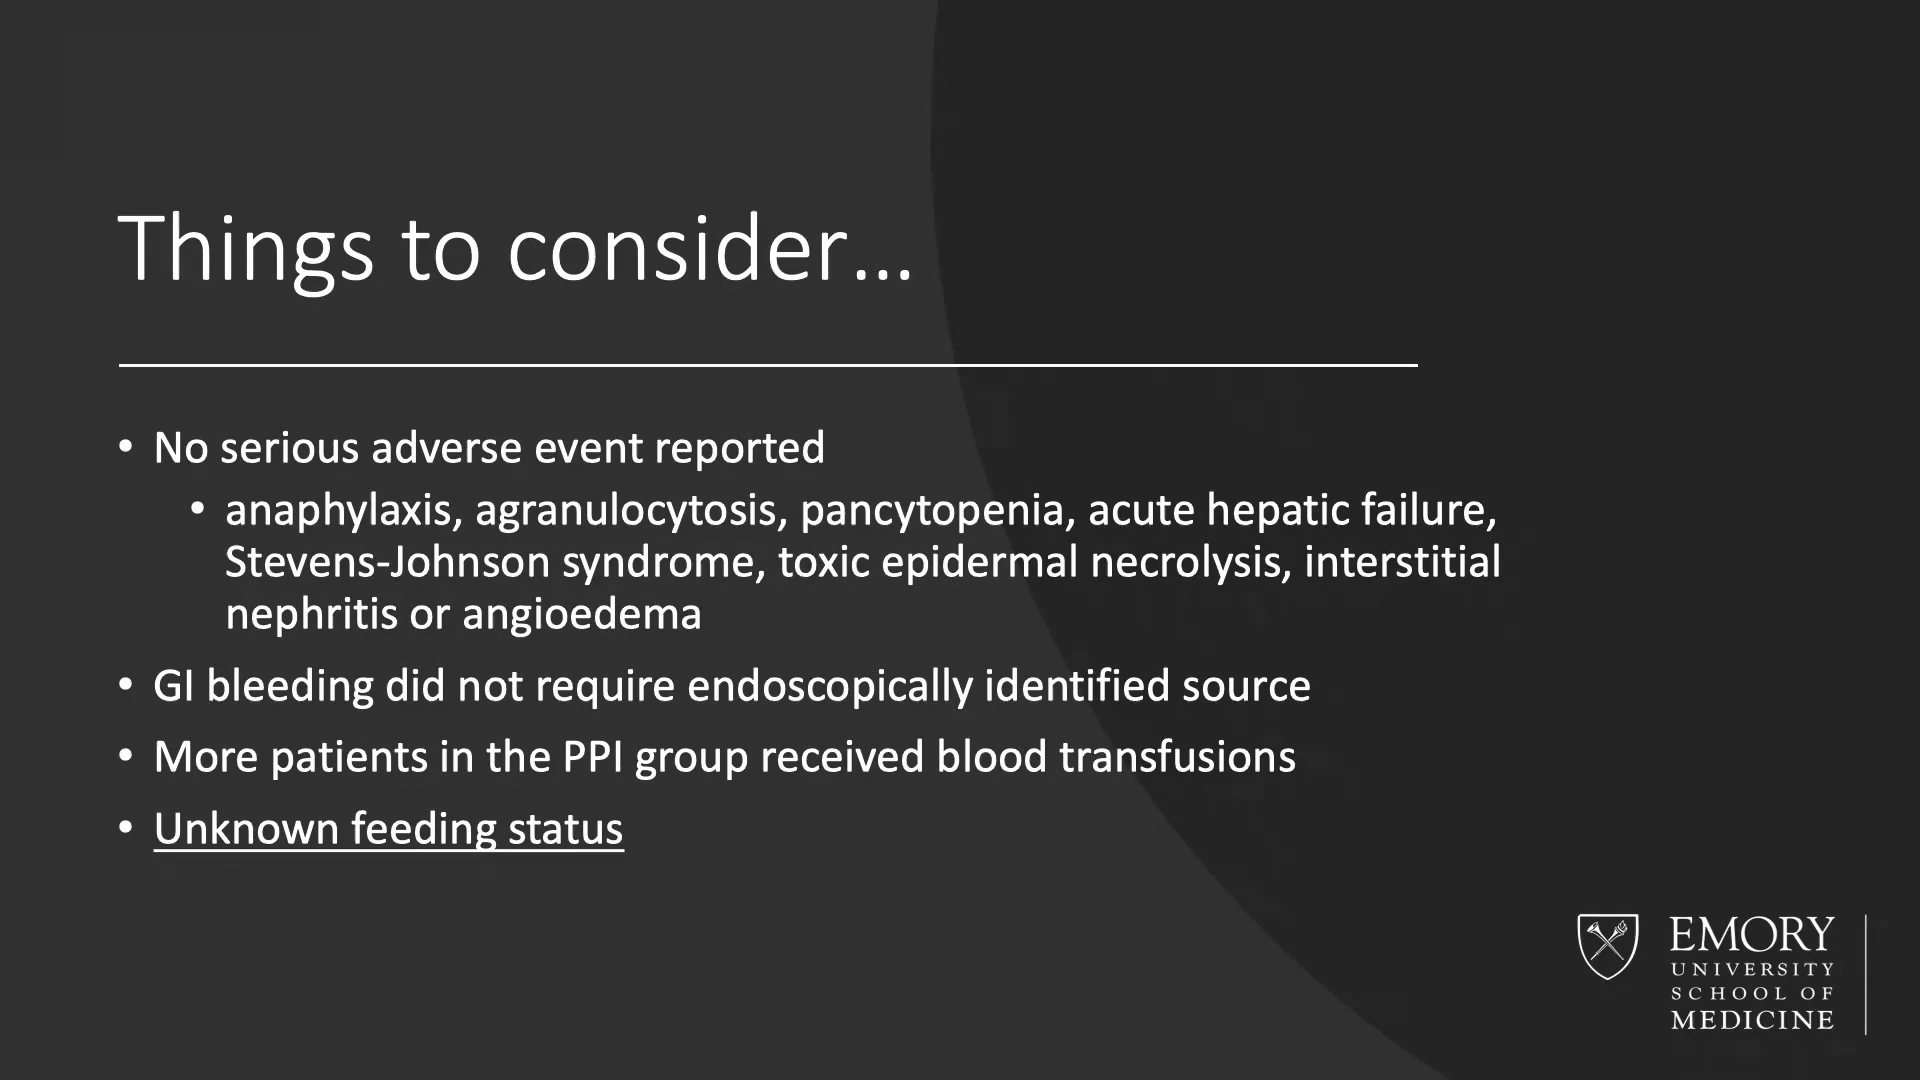 Things to consider...
• No serious adverse event reported
• anaphylaxis, agranulocytosis, pancytopenia, acute hepatic failure,
Stevens-Johnson syndrome, toxic epidermal necrolysis, interstitial
nephritis or angioedema
• GI bleeding did not require endoscopically identified source
• More patients in the PPI group received blood transfusions
• Unknown feeding status
EMORY
UNIVERSITY
SCHOOL OF
MEDICINE